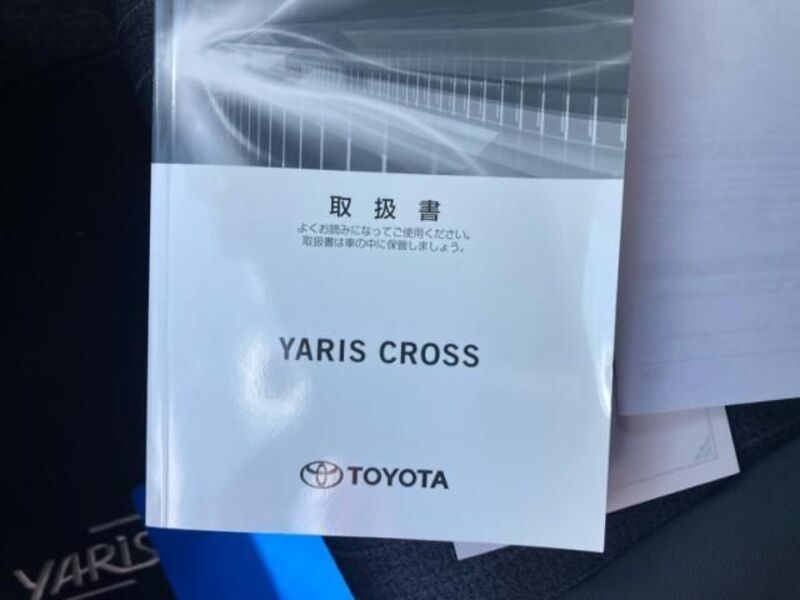 取扱書
よくお読みになってご使用ください。
取扱書は車の中に保管しましょう。
YARIS CROSS
TOYOTA
YARIS